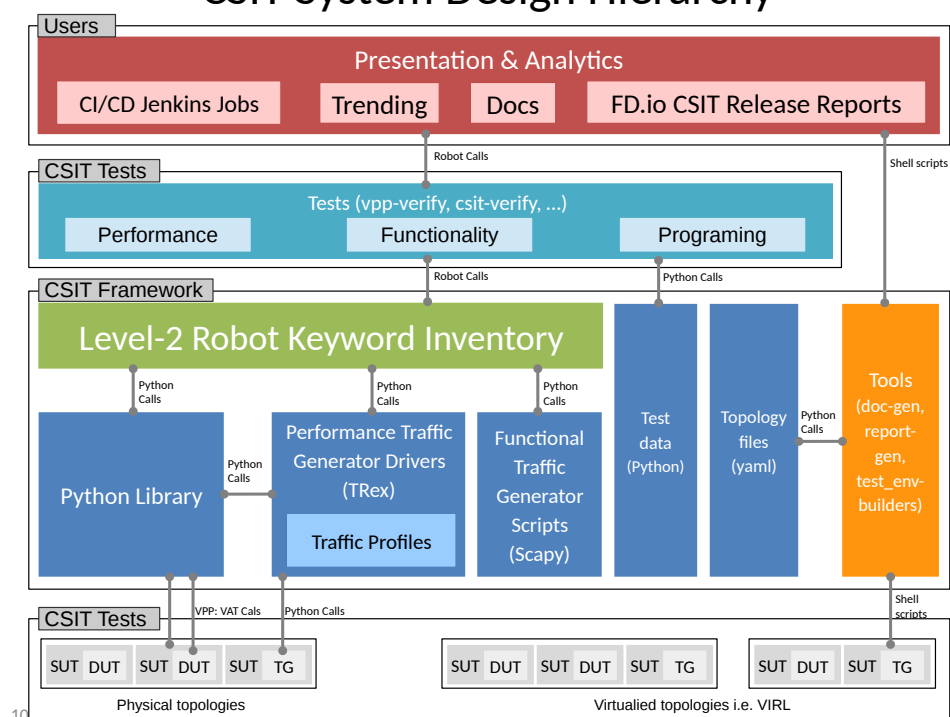 CSIT System Design Hierarchy
Users
Presentation & Analytics
CI/CD Jenkins Jobs
Trending
Docs
FD.io CSIT Release Reports
Robot Calls
Shell scripts
CSIT Tests
Tests (vpp-verify, csit-verify, ...)
Performance
Functionality
Programing
Robot Calls
Python Calls
CSIT Framework
Level-2 Robot Keyword Inventory
Python
Calls
Python
Calls
Python
Calls
Python Library
Python
Calls
Performance Traffic
Generator Drivers
(TRex)
Traffic Profiles
Functional
Traffic
Generator
Scripts
(Scapy)
Test
data
(Python)
Topology
files
(yaml)
Python
Calls
Tools
(doc-gen,
report-
gen,
test_env-
builders)
VPP: VAT Cals
Python Calls
Shell
scripts
CSIT Tests
SUT DUT SUT DUT SUT TG
SUT DUT SUT DUT SUT TG
SUT DUT SUT TG
Physical topologies
Virtualied topologies i.e. VIRL
10